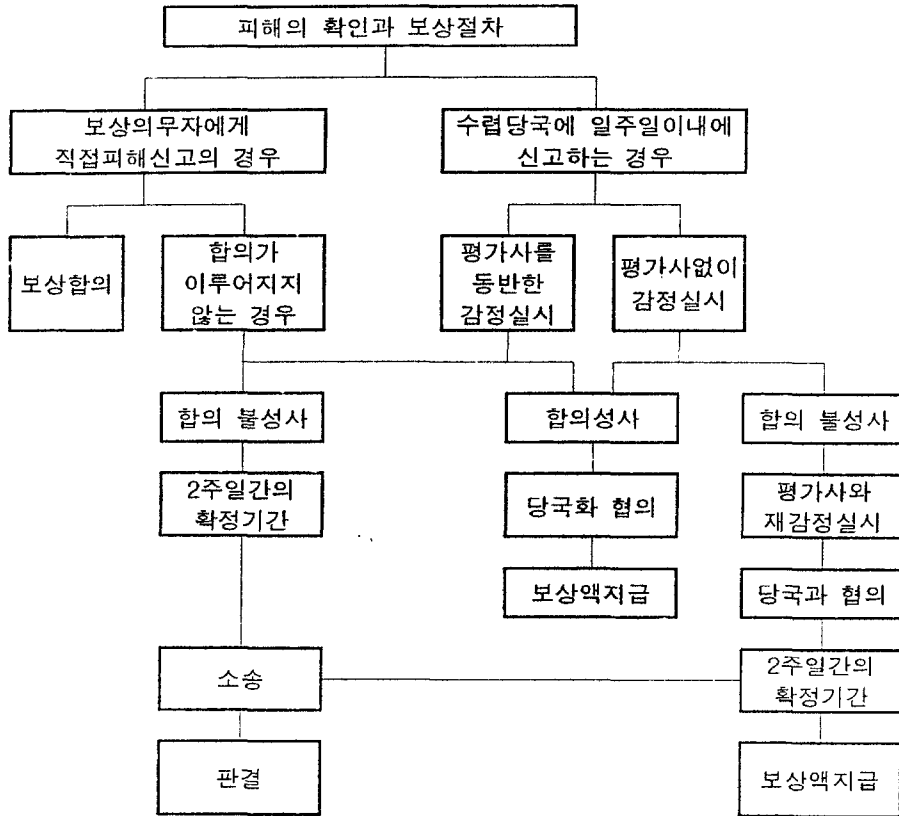 피해의 확인과 보상절차
보상의무자에게
직접피해신고의 경우
수렵당국에 일주일이내에
신고하는 경우
보상합의
합의가
이루어지지
않는 경우
평가사를
동반한
감정실시
평가사없이
감정실시
합의 불성사
합의성사
합의 불성사
2주일간의
확정기간
당국화 협의
평가사와
재감정실시
보상액지급
당국과 협의
소송
2주일간의
확정기간
판결
보상액지급